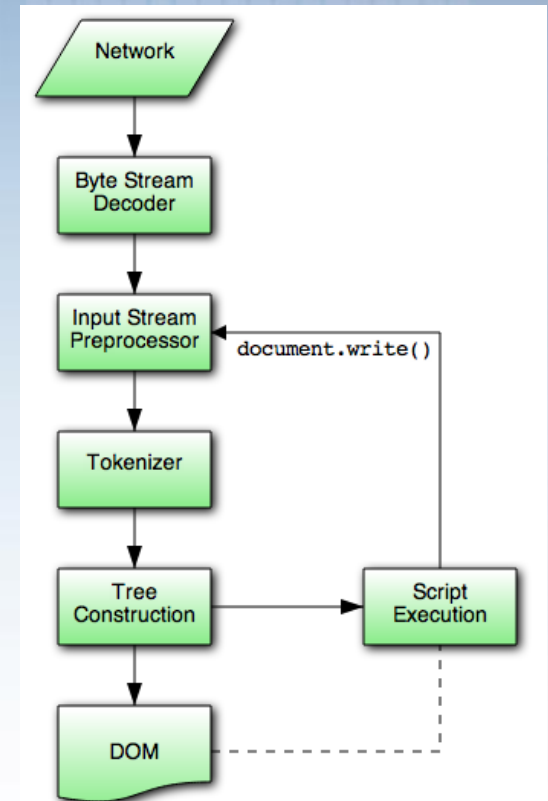 Network
Byte Stream
Decoder
Input Stream
Preprocessor
document.write()
Tokenizer
Tree
Construction
Script
Execution
DOM